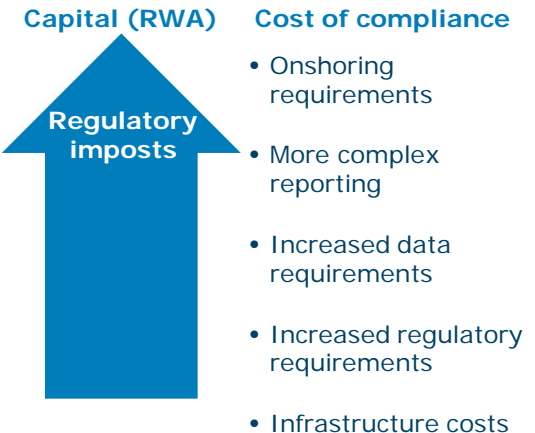 Capital (RWA)
Cost of compliance
Regulatory
imposts
• Onshoring
requirements
• More complex
reporting
• Increased data
requirements
• Increased regulatory
requirements
• Infrastructure costs